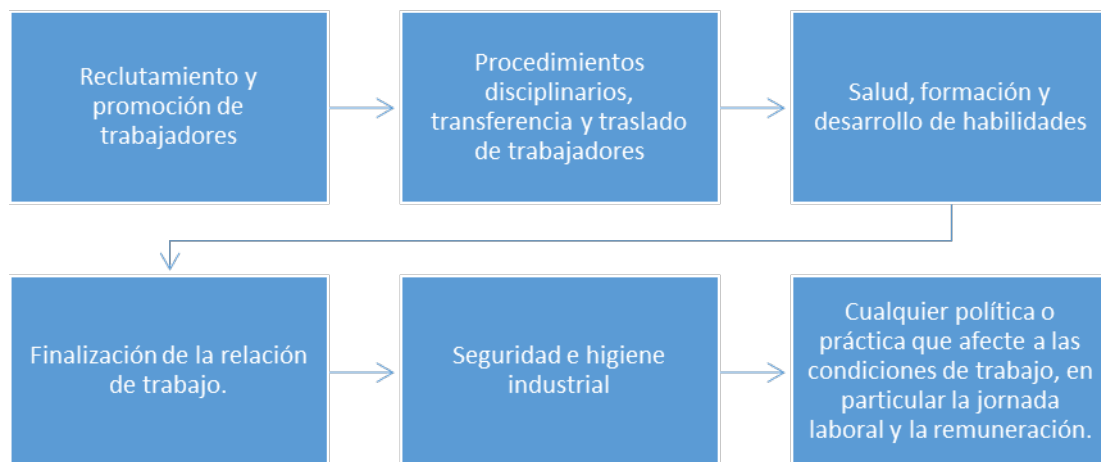 Reclutamiento y
promoción de
trabajadores
Procedimientos
disciplinarios,
transferencia y traslado
de trabajadores
Salud, formación y
desarrollo de habilidades
Finalización de la relación
de trabajo.
Seguridad e higiene
industrial
Cualquier política o
práctica que afecte a las
condiciones de trabajo, en
particular la jornada
laboral y la remuneración.